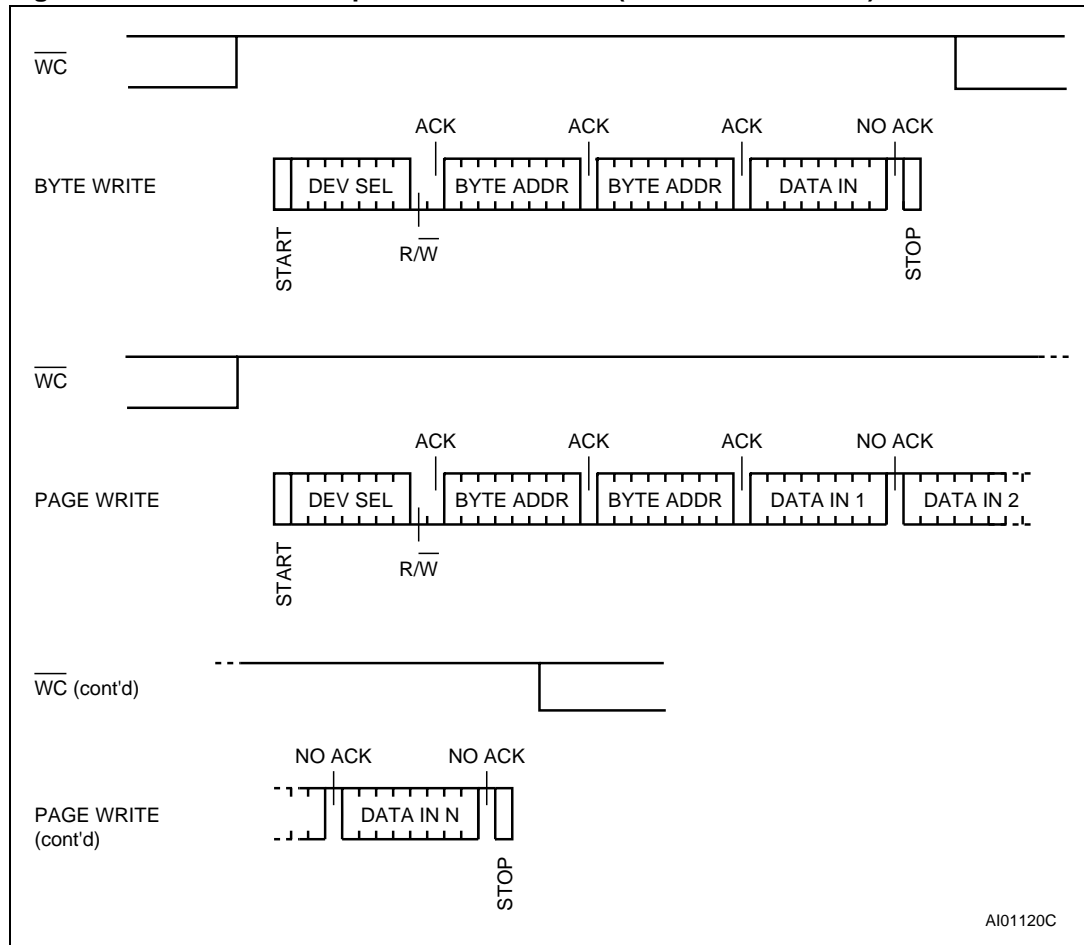 WC
ACK ACK ACK NO ACK
BYTE WRITE DEV SEL BYTE ADDR BYTE ADDR DATA IN
R/W
START
STOP
WC
ACK ACK ACK NO ACK
PAGE WRITE DEV SEL BYTE ADDR BYTE ADDR DATA IN 1 DATA IN 2
R/W
START
WC (cont'd)
NO ACK NO ACK
PAGE WRITE DATA IN N
(cont'd)
STOP
AI01120C